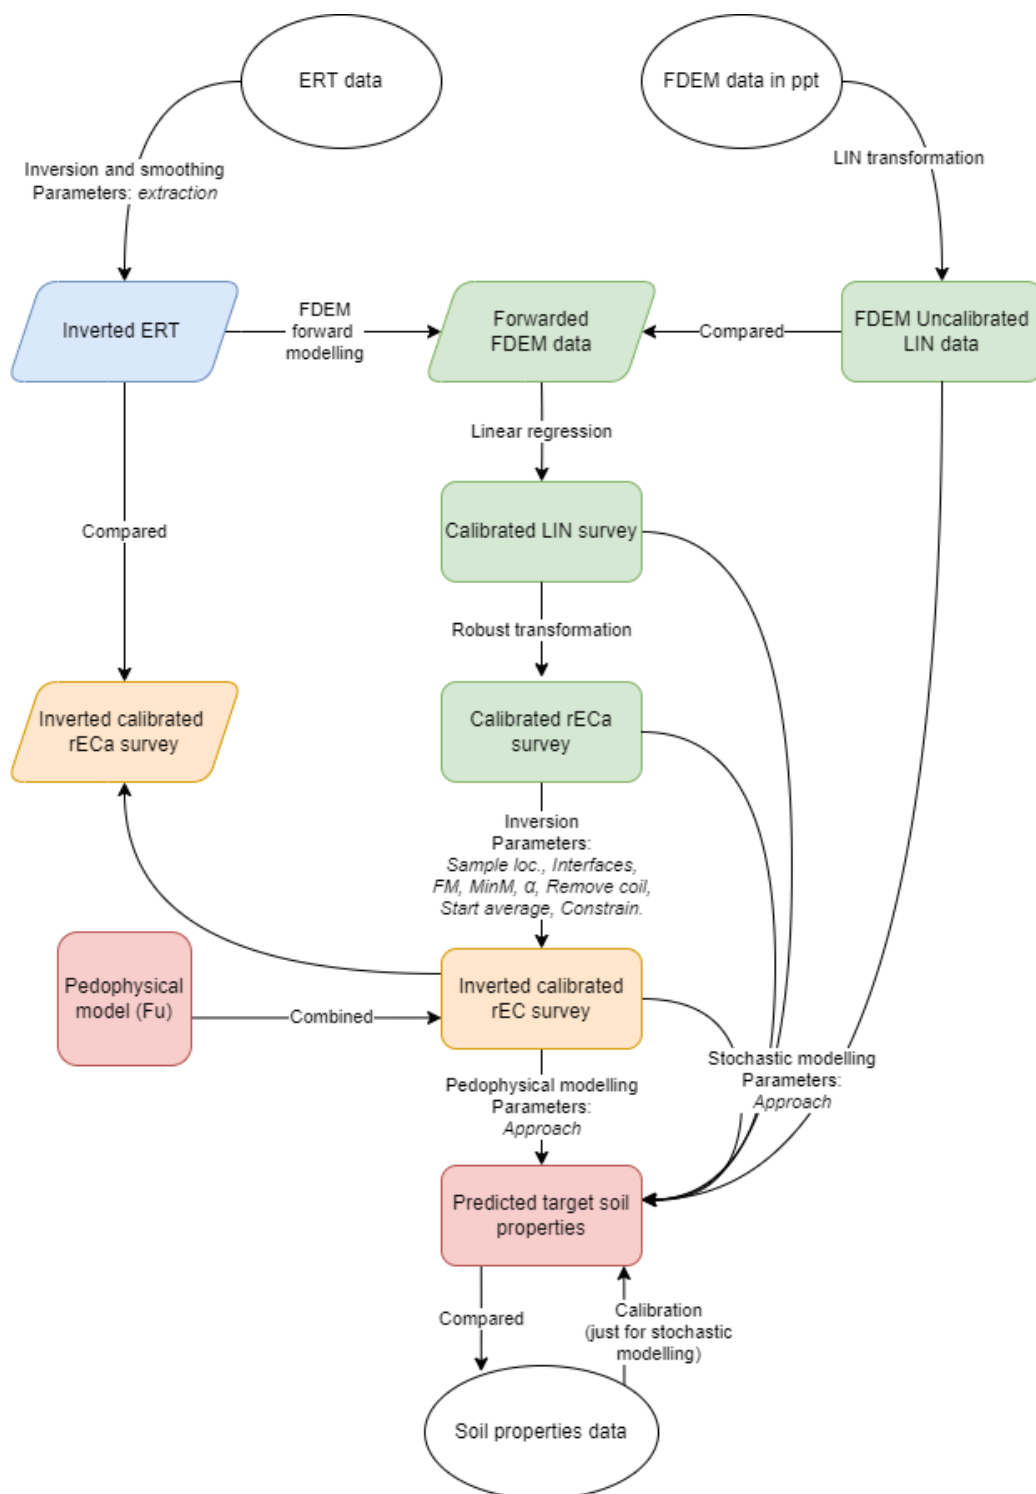 ERT data
FDEM data in ppt
Inversion and smoothing
Parameters: extraction
LIN transformation
Inverted ERT
FDEM
forward
modelling
Forwarded
FDEM data
Compared
FDEM Uncalibrated
LIN data
Linear regression
Compared
Calibrated LIN survey
Robust transformation
Inverted calibrated
rECa survey
Calibrated rECa
survey
Inversion
Parameters:
Sample loc., Interfaces,
FM, MinM, α, Remove coil,
Start average, Constrain.
Pedophysical
model (Fu)
Combined
Inverted calibrated
rEC survey
Pedophysical modelling
Parameters:
Approach
Stochastic modelling
Parameters:
Approach
Predicted target soil
properties
Compared
Calibration
(just for stochastic
modelling)
Soil properties data